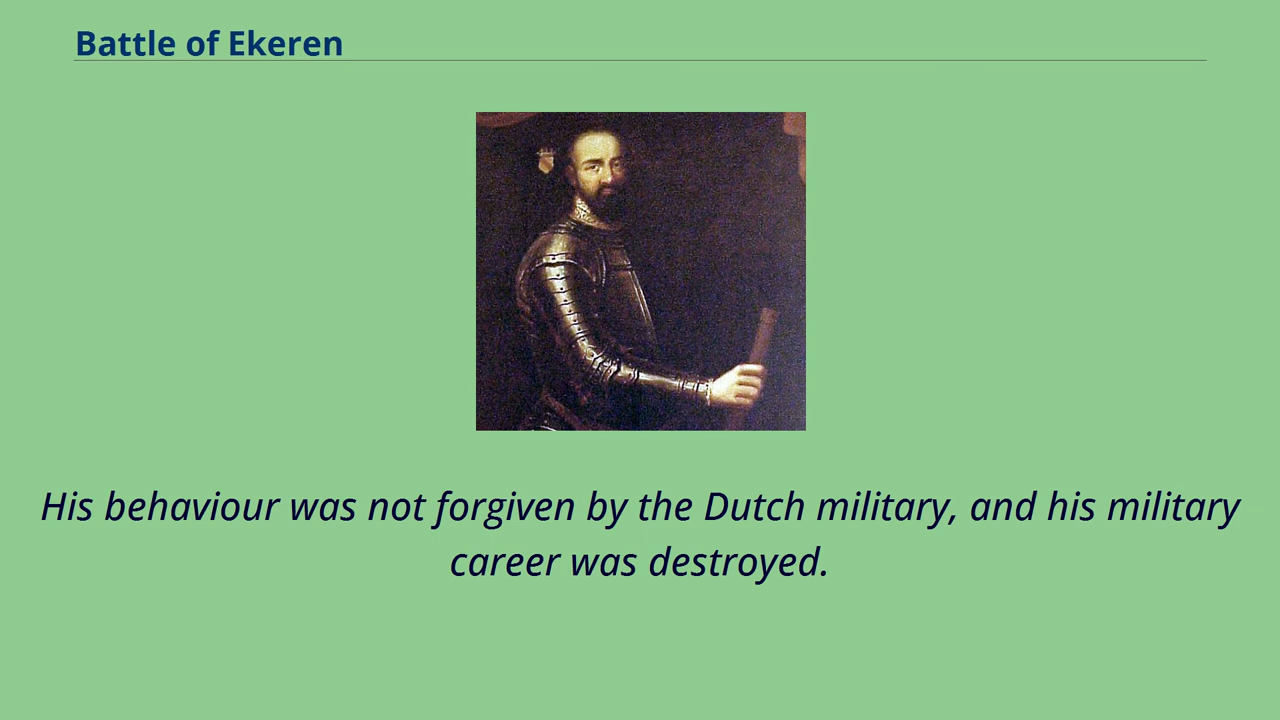 Battle of Ekeren
His behaviour was not forgiven by the Dutch military, and his military
career was destroyed.